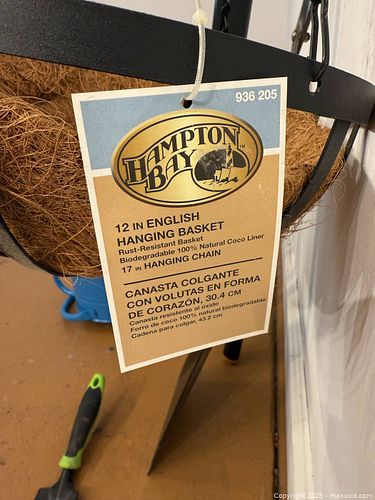 936 205
HAMPTON
BAY™
12 IN ENGLISH
HANGING BASKET
Rust-Resistant Basket
Biodegradable 100% Natural Coco Liner
17 IN HANGING CHAIN
CANASTA COLGANTE
CON VOLUTAS EN FORMA
DE CORAZÓN, 30.4 CM
Canasta resistente al óxido
Forro de coco 100% natural biodegradable
Cadena para colgar, 43.2 cm
Copyright 2025 - maxsold.com